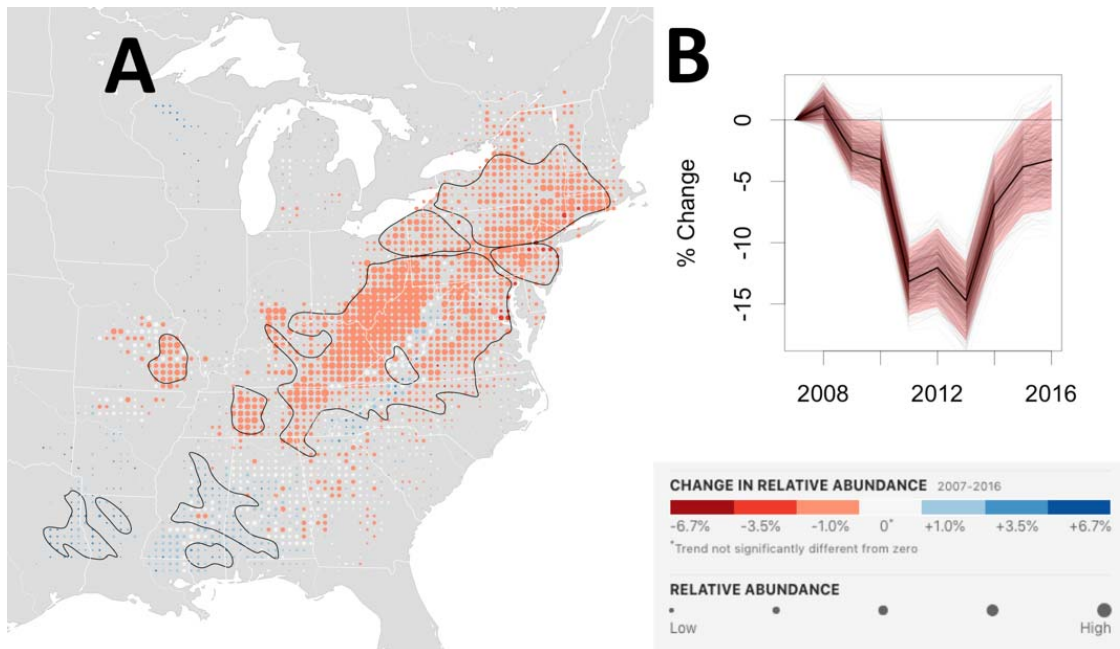 A
B
0
-5
-10
-15
% Change
2008
2012
2016
CHANGE IN RELATIVE ABUNDANCE 2007-2016
-6.7% -3.5% -1.0% 0* +1.0% +3.5% +6.7%
*Trend not significantly different from zero
RELATIVE ABUNDANCE
Low High